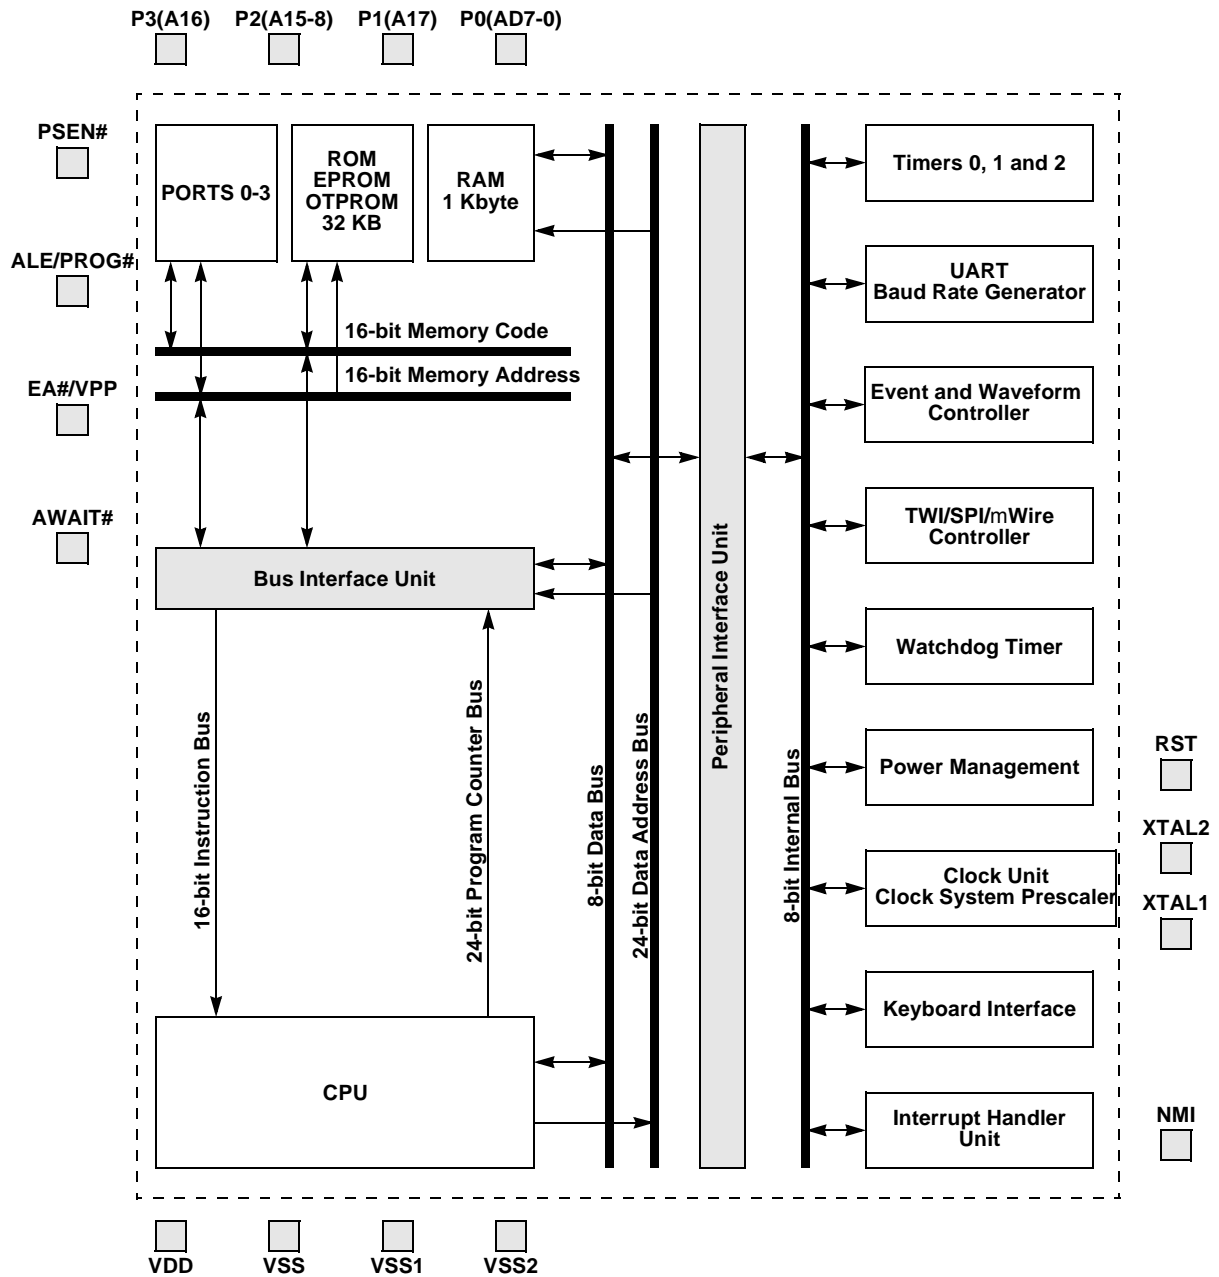 P3(A16) P2(A15-8) P1(A17) P0(AD7-0)
PSEN#
ALE/PROG#
EA#/VPP
AWAIT#
PORTS 0-3
ROM
EPROM
OTPROM
32 KB
RAM
1 Kbyte
16-bit Memory Code
16-bit Memory Address
Bus Interface Unit
16-bit Instruction Bus
24-bit Program Counter Bus
8-bit Data Bus
24-bit Data Address Bus
Peripheral Interface Unit
8-bit Internal Bus
CPU
Timers 0, 1 and 2
UART
Baud Rate Generator
Event and Waveform
Controller
TWI/SPI/mWire
Controller
Watchdog Timer
Power Management
Clock Unit
Clock System Prescaler
Keyboard Interface
Interrupt Handler
Unit
RST
XTAL2
XTAL1
NMI
VDD VSS VSS1 VSS2